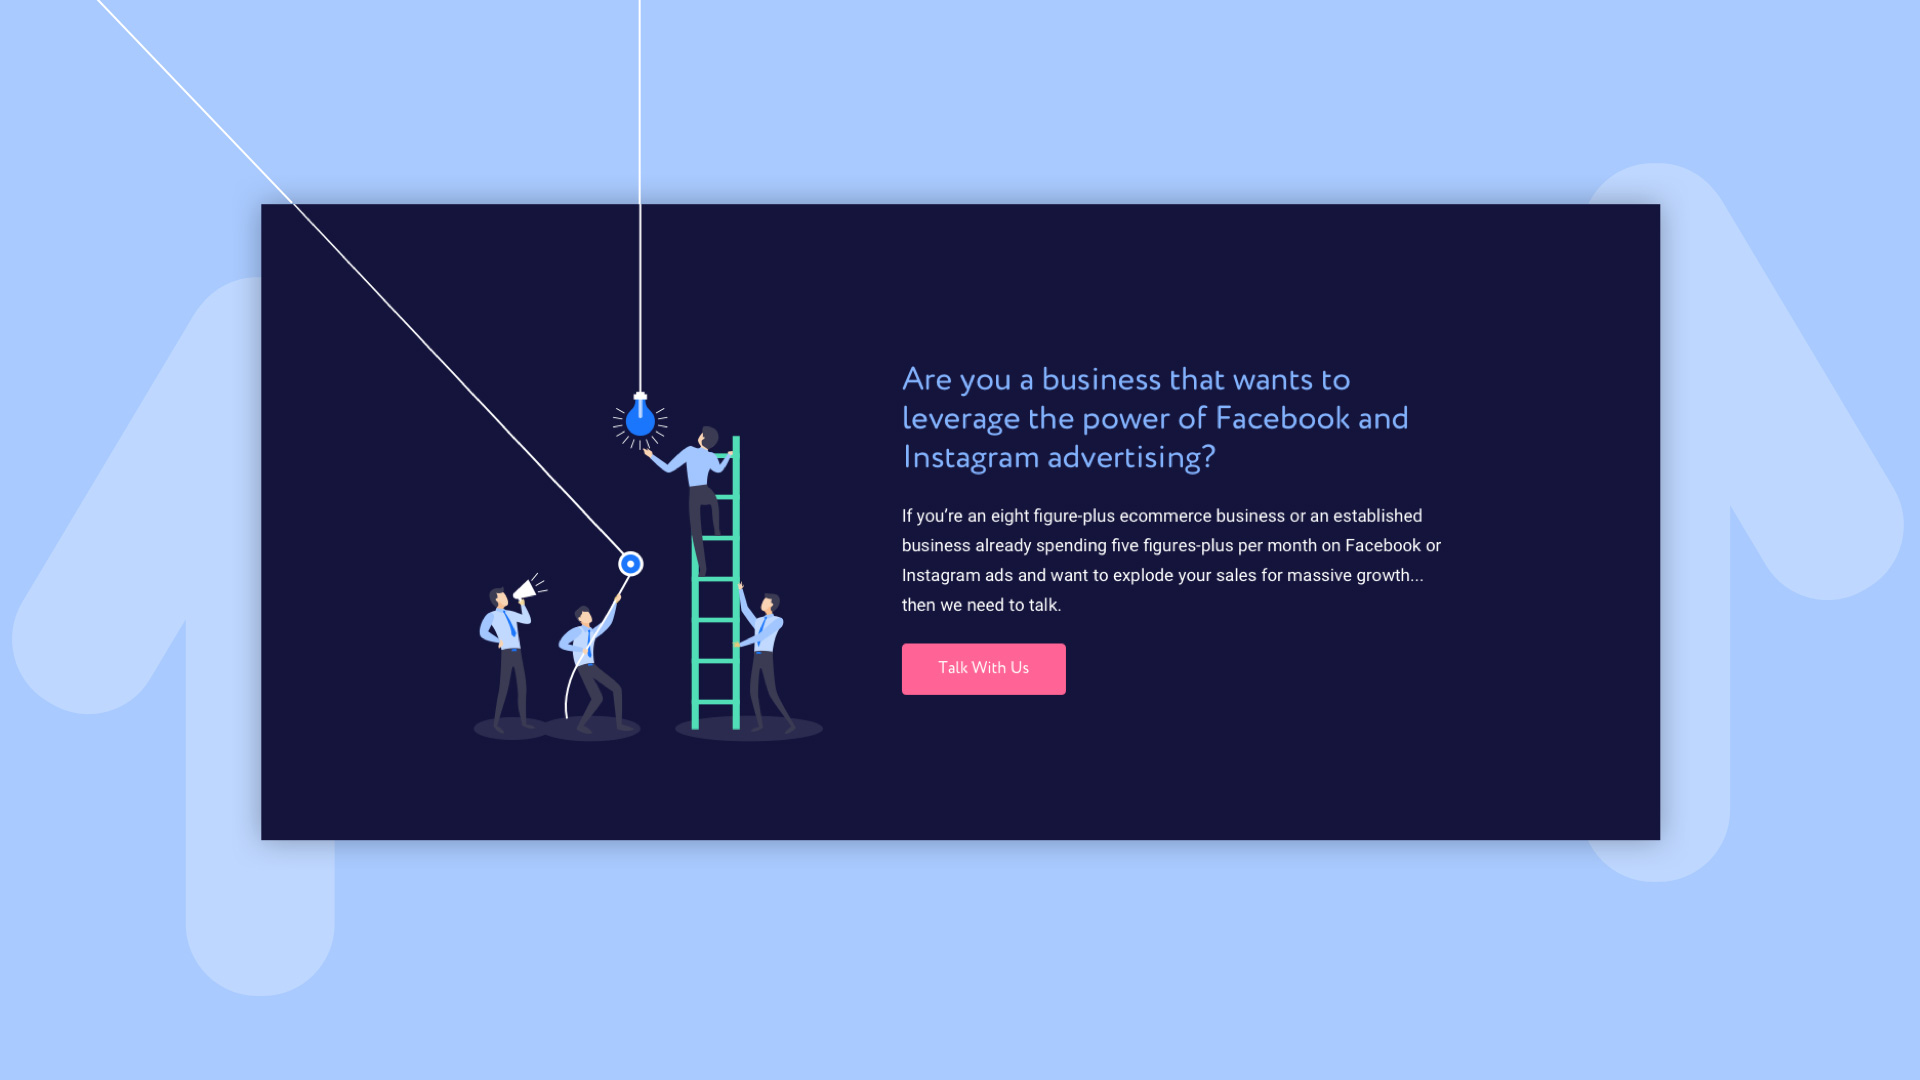 Are you a business that wants to
leverage the power of Facebook and
Instagram advertising?
If you’re an eight figure-plus ecommerce business or an established
business already spending five figures-plus per month on Facebook or
Instagram ads and want to explode your sales for massive growth...
then we need to talk.
Talk With Us